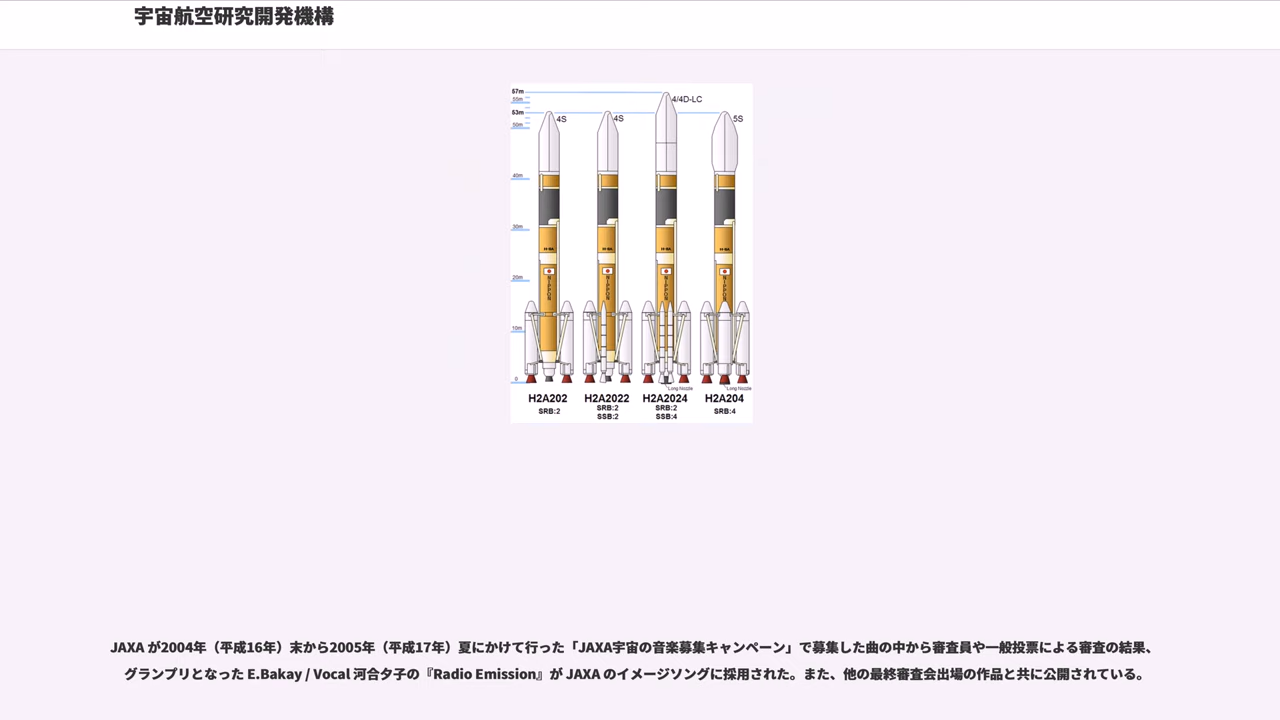 宇宙航空研究開発機構
57m
55m
4/4D-LC
53m
4S
4S
5S
50m
40m
30m
H-IIA
H-IIA
H-IIA
H-IIA
20m
NIPPON
NIPPON
NIPPON
NIPPON
10m
0
Long Nozzle
Long Nozzle
H2A202
H2A2022
H2A2024
H2A204
SRB:2
SRB:2
SRB:2
SRB:4
SSB:2
SSB:4
JAXA が2004年（平成16年）末から2005年（平成17年）夏にかけて行った「JAXA宇宙の音楽募集キャンペーン」で募集した曲の中から審査員や一般投票による審査の結果、
グランプリとなった E.Bakay / Vocal 河合夕子の『Radio Emission』が JAXA のイメージソングに採用された。また、他の最終審査会出場の作品と共に公開されている。